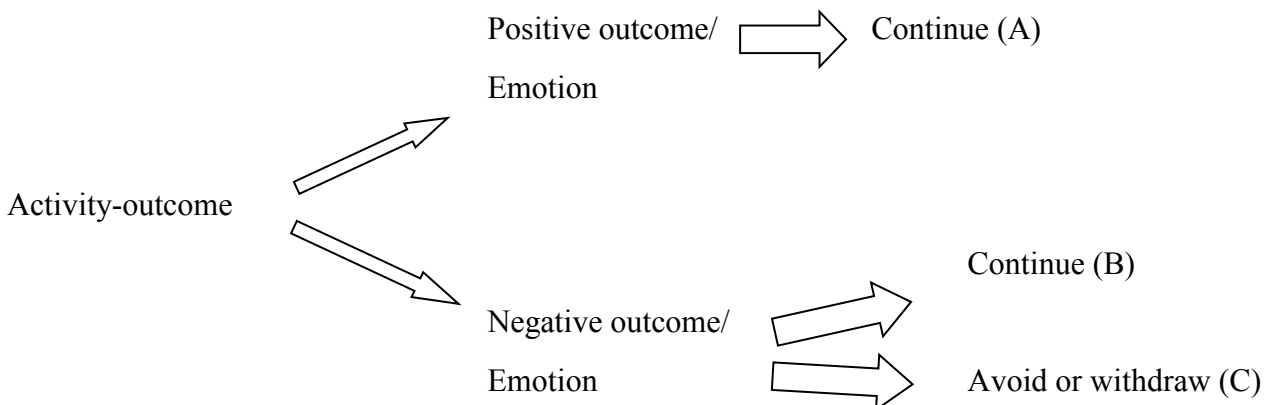 Positive outcome/
Emotion
Continue (A)
Activity-outcome
Negative outcome/
Emotion
Continue (B)
Avoid or withdraw (C)